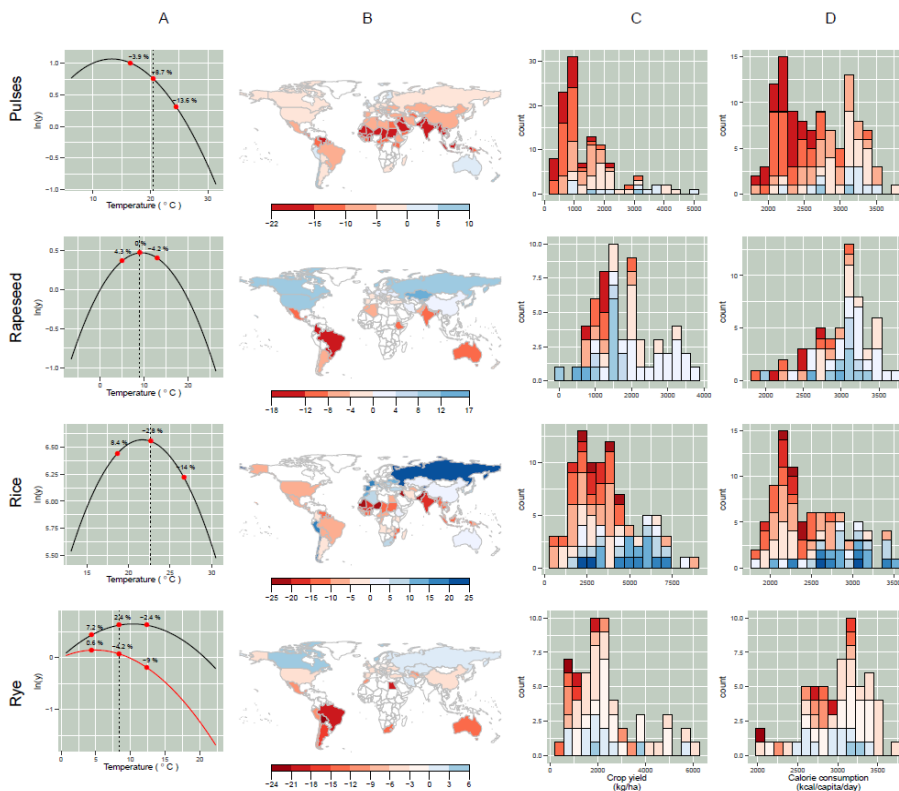 A B C D
Pulses
ln(y)
1.0
0.5
0.0
−0.5
−1.0
−3.9 %
−8.7 %
−13.6 %
10 20 30
Temperature ( ° C )
−22 −15 −10 −5 0 5 10
count
30
20
10
0
0 1000 2000 3000 4000 5000
count
15
10
5
0
2000 2500 3000 3500
Rapeseed
ln(y)
0.5
0.0
−0.5
−1.0
4.3 %
0 %
−4.2 %
0 10 20
Temperature ( ° C )
−18 −12 −8 −4 0 4 8 12 17
count
10.0
7.5
5.0
2.5
0.0
0 1000 2000 3000 4000
count
10
5
0
2000 2500 3000 3500
Rice
ln(y)
6.50
6.25
6.00
5.75
5.50
8.4 %
−2.8 %
−14 %
15 20 25 30
Temperature ( ° C )
−25 −20 −15 −10 −5 0 5 10 15 20 25
count
10
5
0
0 2500 5000 7500
count
15
10
5
0
2000 2500 3000 3500
Rye
ln(y)
0
−1
7.2 %
2.4 %
−2.4 %
0.6 %
−4.2 %
−9 %
0 5 10 15 20
Temperature ( ° C )
−24 −21 −18 −15 −12 −9 −6 −3 0 3 6
count
10.0
7.5
5.0
2.5
0.0
0 2000 4000 6000
Crop yield
(kg/ha)
count
10.0
7.5
5.0
2.5
0.0
2000 2500 3000 3500
Calorie consumption
(kcal/capita/day)